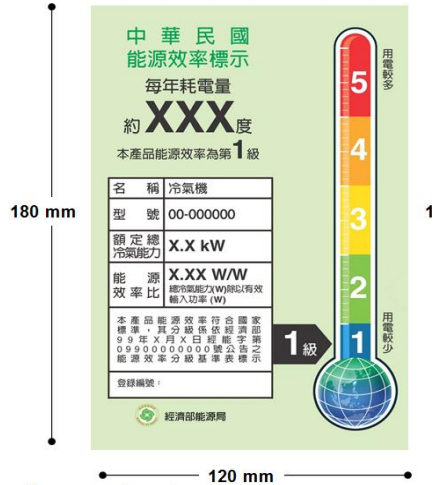 中華民國
能源效率標示
每年耗電量
約XXX度
本產品能源效率為第1級
名稱 冷氣機
型號 00-000000
額定總冷氣能力 X.X kW
能源效率比 X.XX W/W
總冷氣能力(W)除以有效
輸入功率 (W)
本產品能源效率符合國家
標準，其分級係依經濟部
99年X月X日經能字第
09900000000號公告之
能源效率分級基準表標示
登錄編號：
經濟部能源局
用電較多
5
4
3
2
1
用電較少
1級
180 mm
120 mm
1